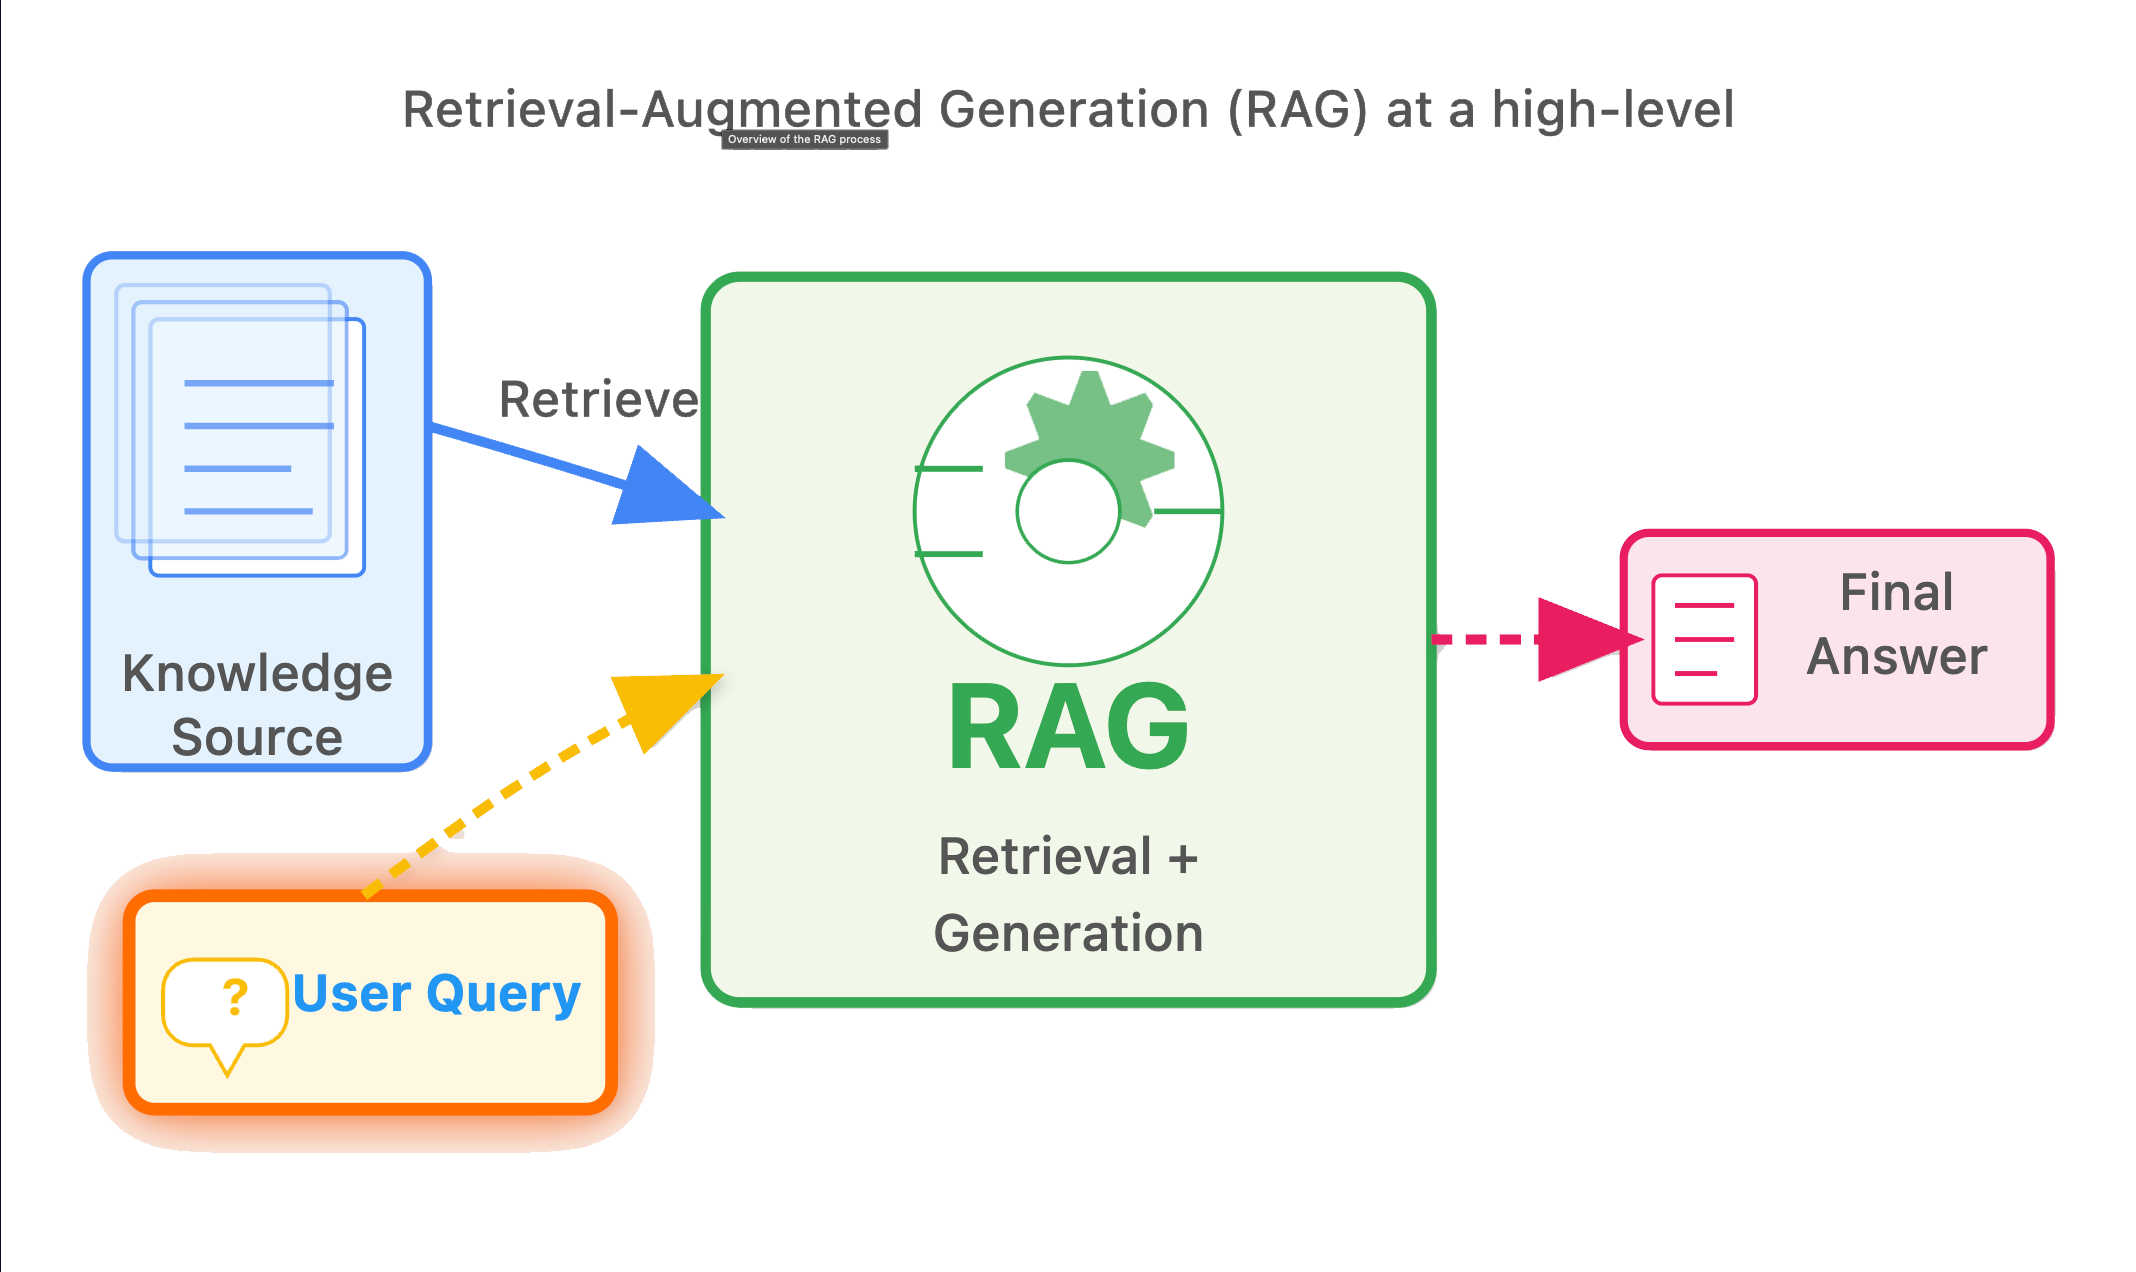 Retrieval-Augmented Generation (RAG) at a high-level
Overview of the RAG process
Knowledge
Source
Retrieve
RAG
Retrieval +
Generation
Final
Answer
?
User Query